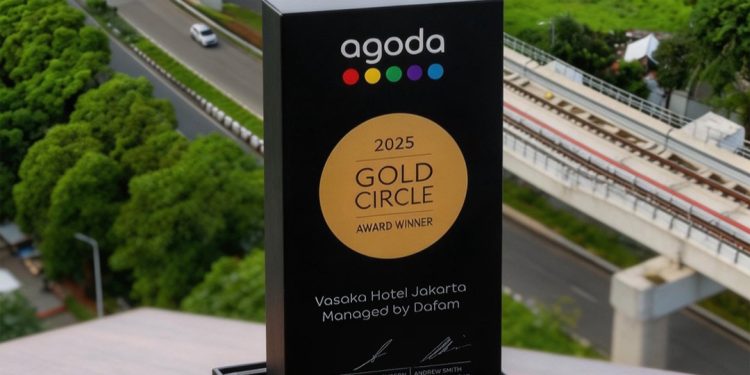 agoda
2025
GOLD
CIRCLE
AWARD WINNER
Vasaka Hotel Jakarta
Managed by Dafam
ANDREW SMITH